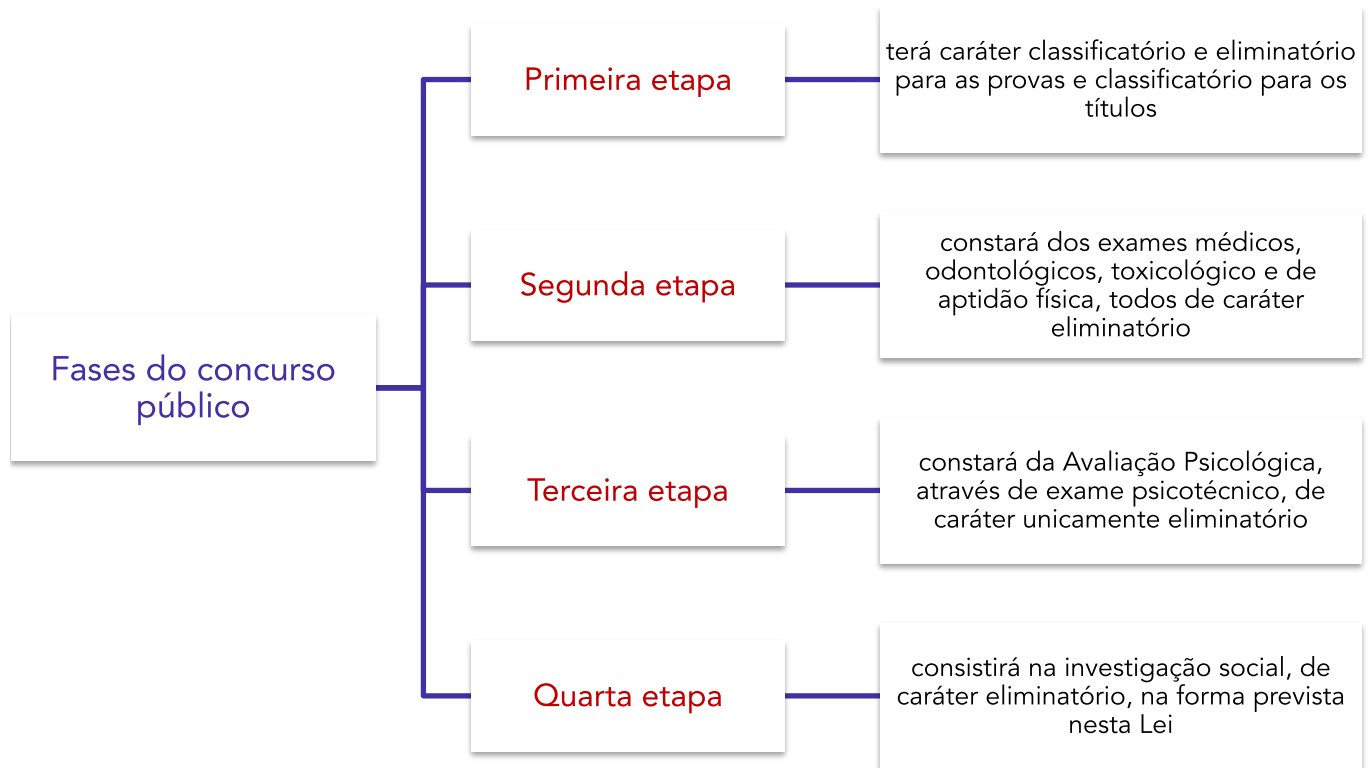 Fases do concurso
público
Primeira etapa
terá caráter classificatório e eliminatório
para as provas e classificatório para os
títulos
Segunda etapa
constará dos exames médicos,
odontológicos, toxicológico e de
aptidão física, todos de caráter
eliminatório
Terceira etapa
constará da Avaliação Psicológica,
através de exame psicotécnico, de
caráter unicamente eliminatório
Quarta etapa
consistirá na investigação social, de
caráter eliminatório, na forma prevista
nesta Lei